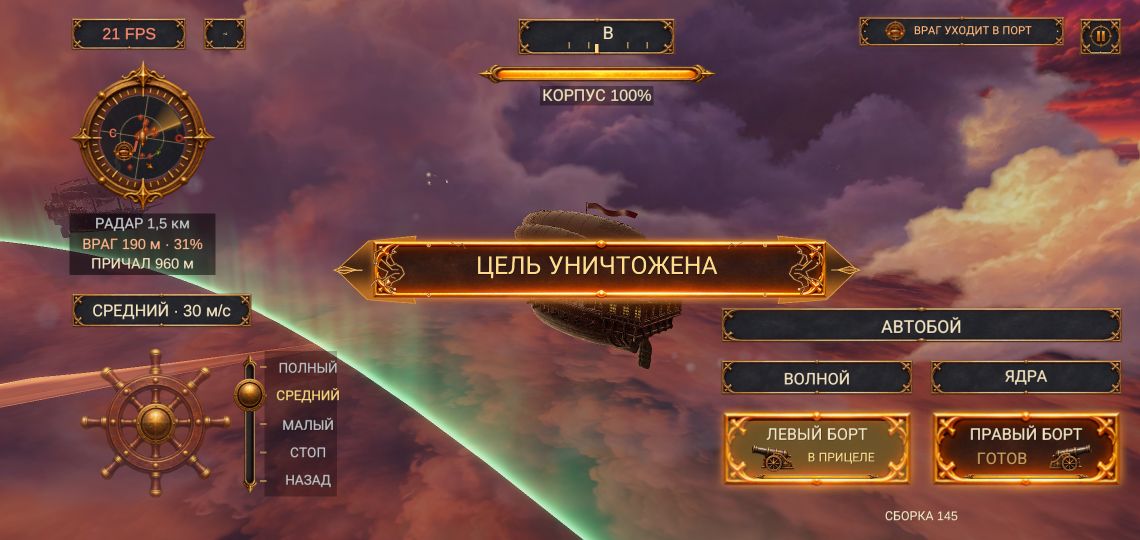 21 FPS
В
ВРАГ УХОДИТ В ПОРТ
КОРПУС 100%
С
РАДАР 1,5 км
ВРАГ 190 м · 31%
ПРИЧАЛ 960 м
ЦЕЛЬ УНИЧТОЖЕНА
СРЕДНИЙ · 30 м/с
ПОЛНЫЙ
СРЕДНИЙ
МАЛЫЙ
СТОП
НАЗАД
АВТОБОЙ
ВОЛНОЙ
ЯДРА
ЛЕВЫЙ БОРТ
В ПРИЦЕЛЕ
ПРАВЫЙ БОРТ
ГОТОВ
СБОРКА 145